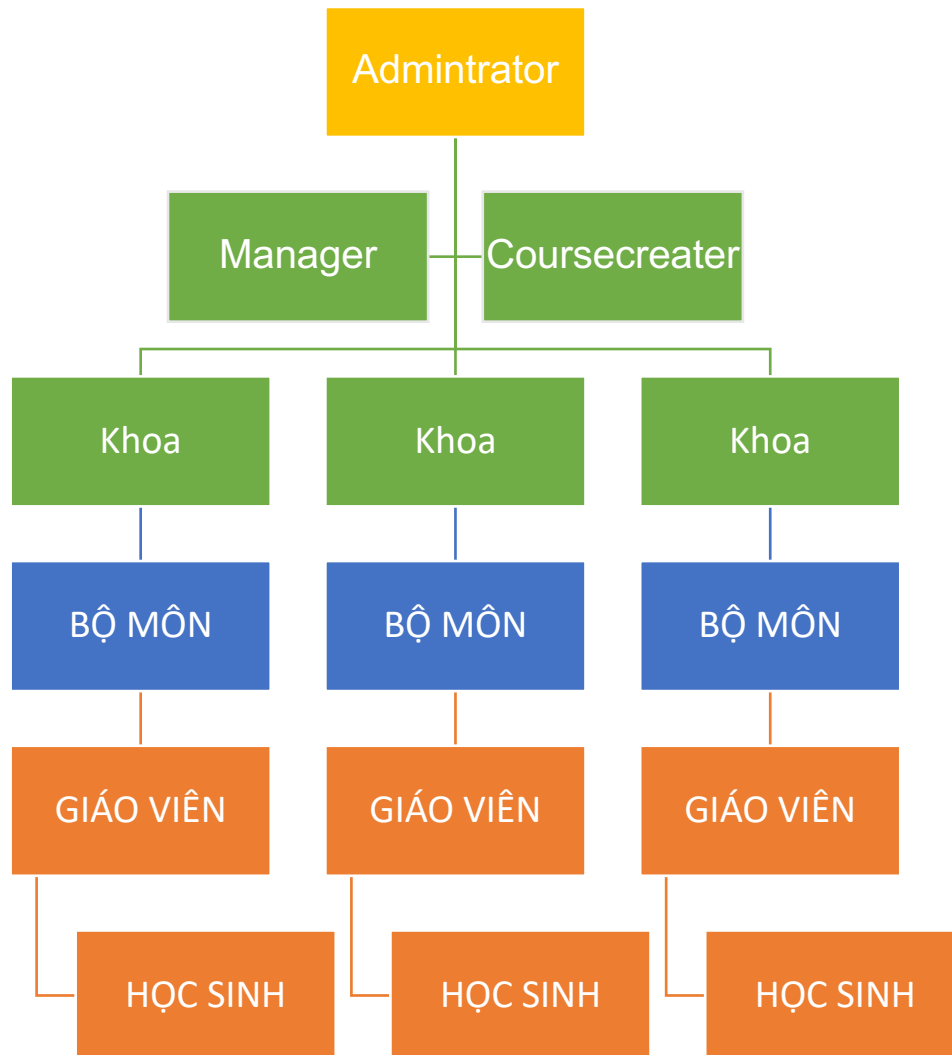 Admintrator
Manager
Coursecreater
Khoa
Khoa
Khoa
BỘ MÔN
BỘ MÔN
BỘ MÔN
GIÁO VIÊN
GIÁO VIÊN
GIÁO VIÊN
HỌC SINH
HỌC SINH
HỌC SINH